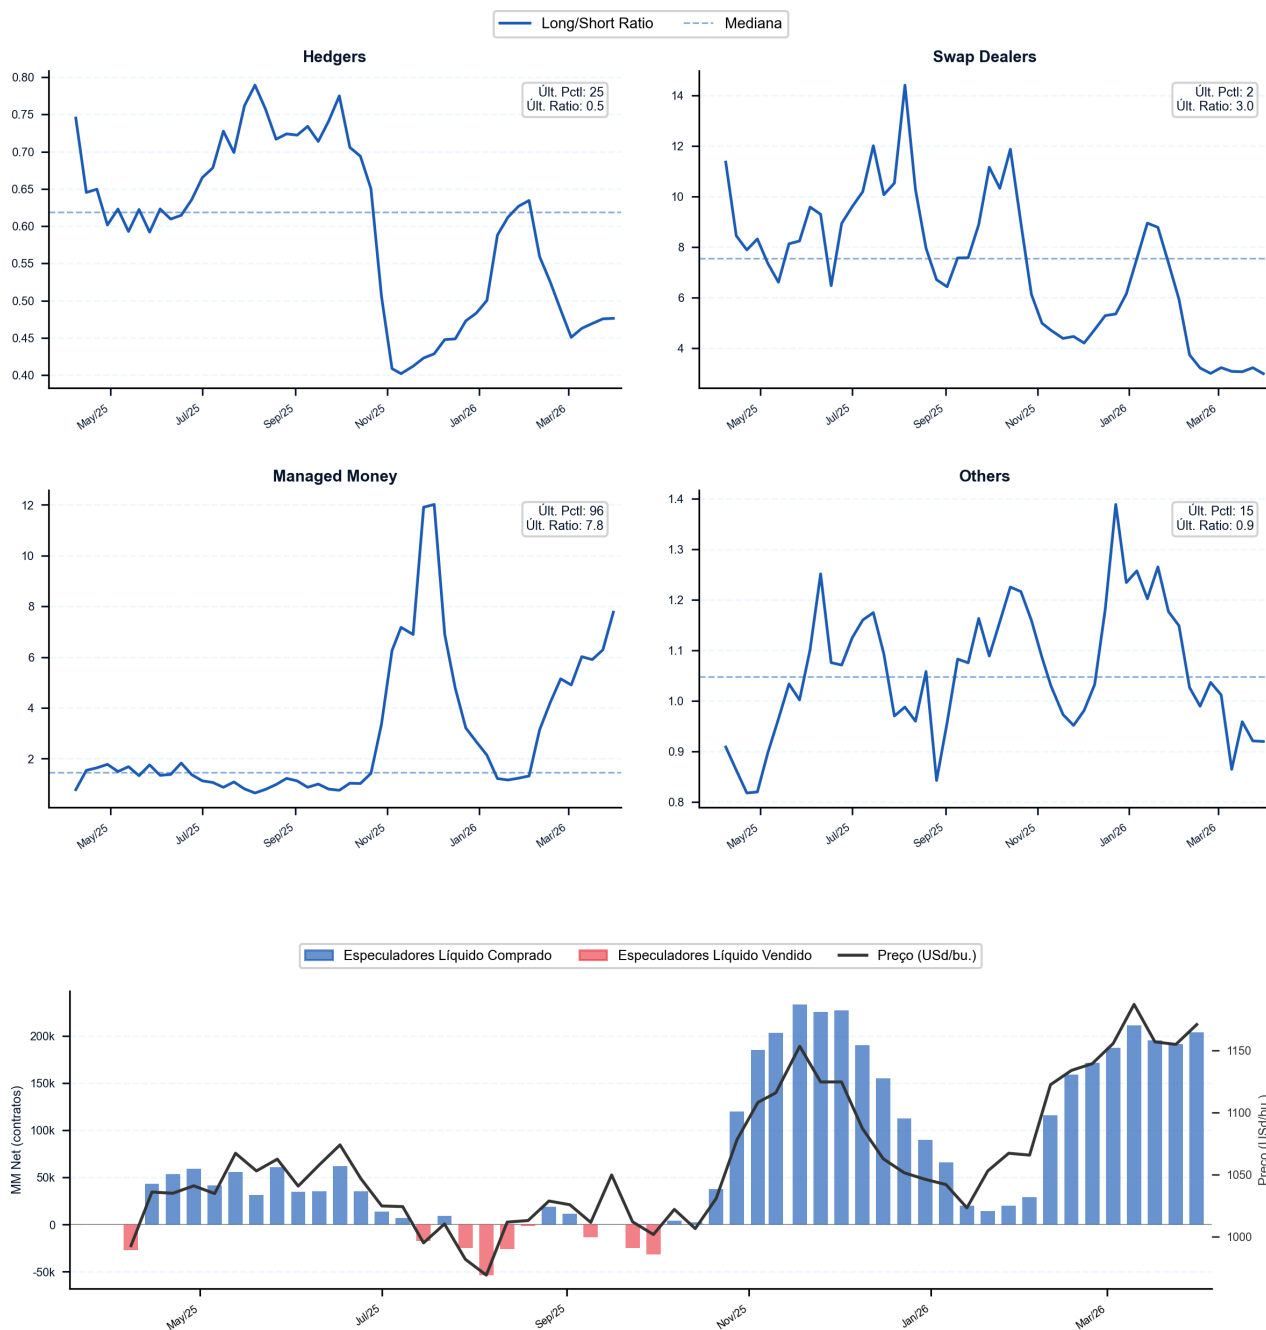 Long/Short Ratio Mediana
Hedgers
Últ. Pctl: 25
Últ. Ratio: 0.5
0.80
0.75
0.70
0.65
0.60
0.55
0.50
0.45
0.40
May/25 Jul/25 Sep/25 Nov/25 Jan/26 Mar/26
Swap Dealers
Últ. Pctl: 2
Últ. Ratio: 3.0
14
12
10
8
6
4
May/25 Jul/25 Sep/25 Nov/25 Jan/26 Mar/26
Managed Money
Últ. Pctl: 96
Últ. Ratio: 7.8
12
10
8
6
4
2
May/25 Jul/25 Sep/25 Nov/25 Jan/26 Mar/26
Others
Últ. Pctl: 15
Últ. Ratio: 0.9
1.4
1.3
1.2
1.1
1.0
0.9
0.8
May/25 Jul/25 Sep/25 Nov/25 Jan/26 Mar/26
Especuladores Líquido Comprado Especuladores Líquido Vendido Preço (USd/bu.)
MM Net (contratos)
200k
150k
100k
50k
0
-50k
1150
1100
1050
1000
Preço (USd/bu.)
May/25 Jul/25 Sep/25 Nov/25 Jan/26 Mar/26